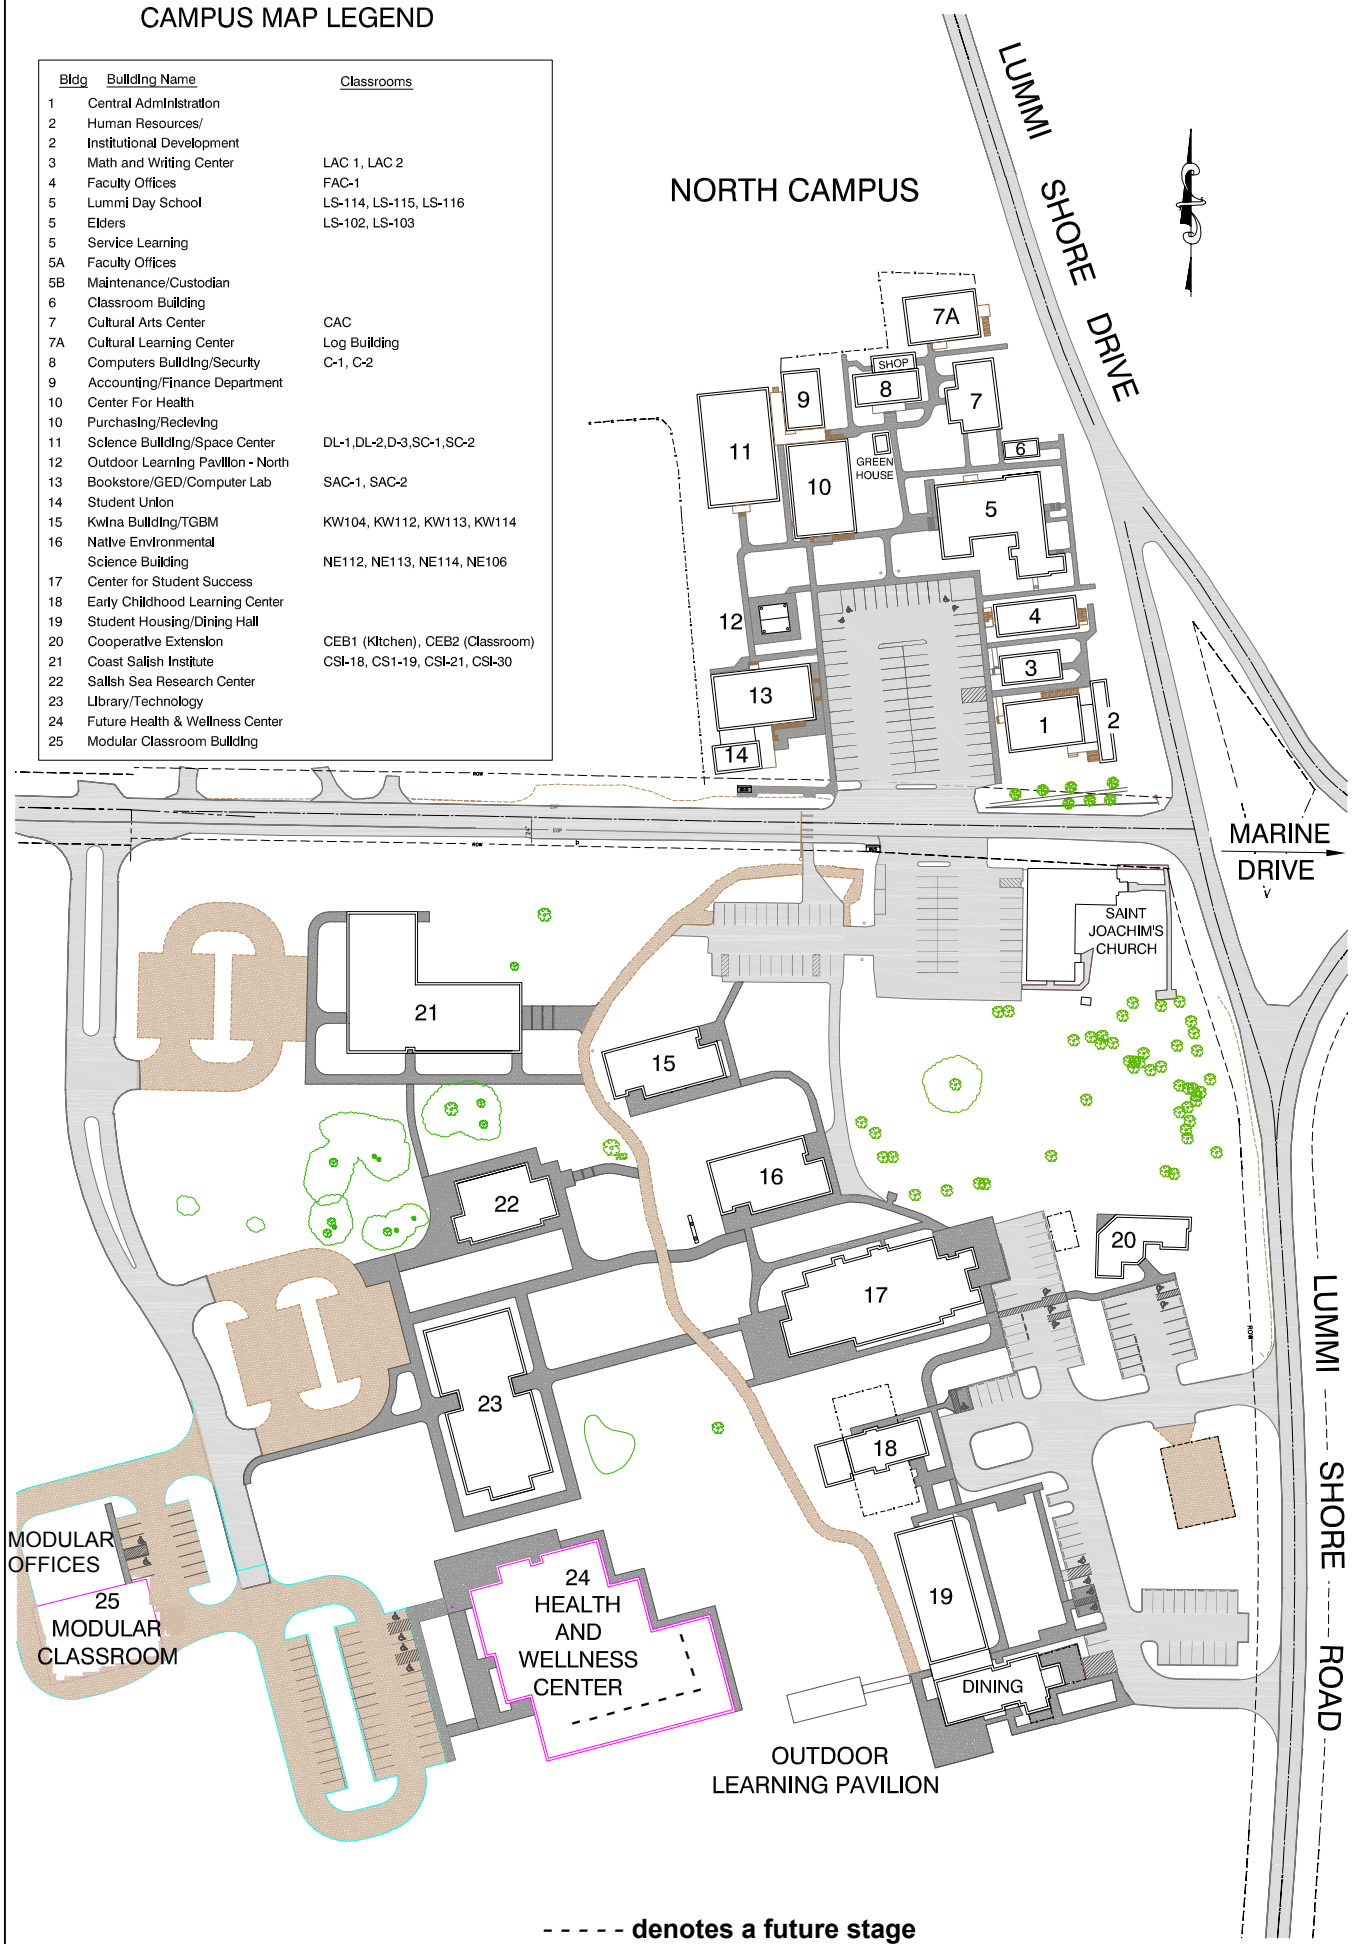 CAMPUS MAP LEGEND
Bldg Building Name Classrooms
1 Central Administration
2 Human Resources/
2 Institutional Development
3 Math and Writing Center LAC 1, LAC 2
4 Faculty Offices FAC-1
5 Lummi Day School LS-114, LS-115, LS-116
5 Elders LS-102, LS-103
5 Service Learning
5A Faculty Offices
5B Maintenance/Custodian
6 Classroom Building
7 Cultural Arts Center CAC
7A Cultural Learning Center Log Building
8 Computers Building/Security C-1, C-2
9 Accounting/Finance Department
10 Center For Health
10 Purchasing/Recieving
11 Science Building/Space Center DL-1,DL-2,D-3,SC-1,SC-2
12 Outdoor Learning Pavilion - North
13 Bookstore/GED/Computer Lab SAC-1, SAC-2
14 Student Union
15 Kwina Building/TGBM KW104, KW112, KW113, KW114
16 Native Environmental
Science Building NE112, NE113, NE114, NE106
17 Center for Student Success
18 Early Childhood Learning Center
19 Student Housing/Dining Hall
20 Cooperative Extension CEB1 (Kitchen), CEB2 (Classroom)
21 Coast Salish Institute CSI-18, CS1-19, CSI-21, CSI-30
22 Salish Sea Research Center
23 Library/Technology
24 Future Health & Wellness Center
25 Modular Classroom Building
NORTH CAMPUS
LUMMI SHORE DRIVE
7A
SHOP
8
9
7
11
6
GREEN
HOUSE
10
5
12
4
3
13
1
2
14
ROW
BUS
EOP
EOP
24'
ROW
BUS
MARINE
DRIVE
SAINT
JOACHIM'S
CHURCH
21
15
16
22
20
17
ROW
LUMMI SHORE ROAD
23
18
MODULAR
OFFICES
25
MODULAR
CLASSROOM
24
HEALTH
AND
WELLNESS
CENTER
19
DINING
OUTDOOR
LEARNING PAVILION
- - - - - denotes a future stage